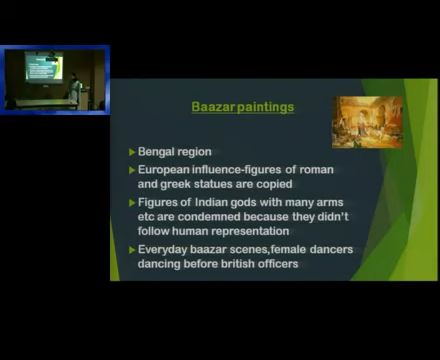 Baazar paintings
Bengal region
European influence-figures of roman
and greek statues are copied
Figures of Indian gods with many arms
etc are condemned because they didn't
follow human representation
Everyday baazar scenes,female dancers
dancing before british officers